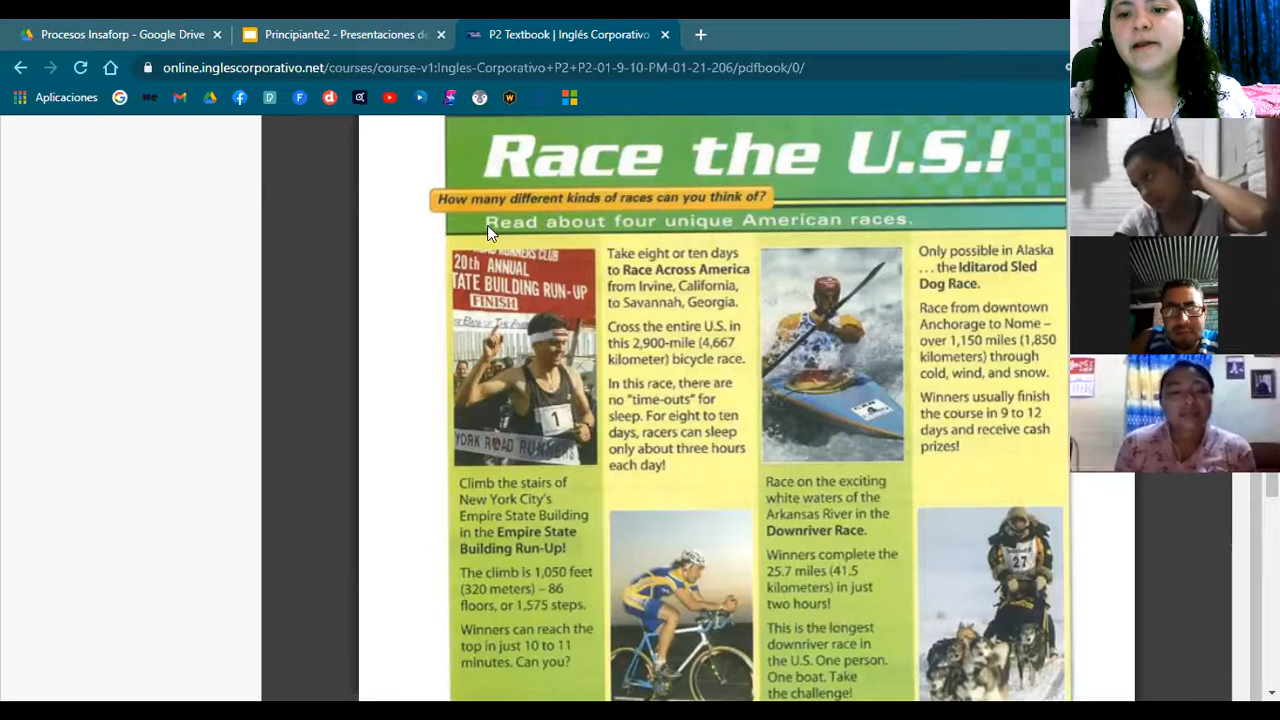 Procesos Insaforp - Google Drive
Principiante2 - Presentaciones de
P2 Textbook | Inglés Corporativo
online.inglescorporativo.net/courses/course-v1:Ingles-Corporativo+P2+P2-01-9-10-PM-01-21-206/pdfbook/0/
Aplicaciones
Race the U.S.!
How many different kinds of races can you think of?
Read about four unique American races.
20th ANNUAL
TATE BUILDING RUN-UP
FINISH
1
YORK ROAD RUNNERS
Climb the stairs of
New York City's
Empire State Building
in the Empire State
Building Run-Up!
The climb is 1,050 feet
(320 meters) – 86
floors, or 1,575 steps.
Winners can reach the
top in just 10 to 11
minutes. Can you?
Take eight or ten days
to Race Across America
from Irvine, California,
to Savannah, Georgia.
Cross the entire U.S. in
this 2,900-mile (4,667
kilometer) bicycle race.
In this race, there are
no "time-outs" for
sleep. For eight to ten
days, racers can sleep
only about three hours
each day!
Race on the exciting
white waters of the
Arkansas River in the
Downriver Race.
Winners complete the
25.7 miles (41.5
kilometers) in just
two hours!
This is the longest
downriver race in
the U.S. One person.
One boat. Take
the challenge!
Only possible in Alaska
. . . the Iditarod Sled
Dog Race.
Race from downtown
Anchorage to Nome –
over 1,150 miles (1,850
kilometers) through
cold, wind, and snow.
Winners usually finish
the course in 9 to 12
days and receive cash
prizes!
27